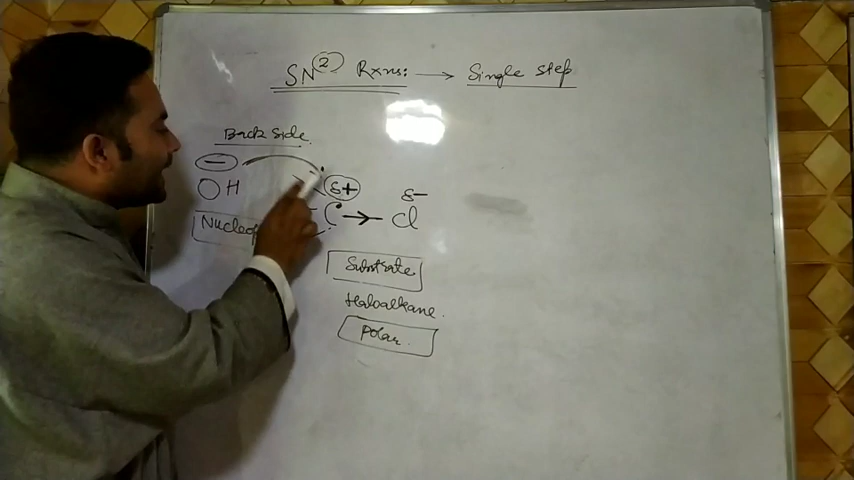 SN² Rxns: → Single step
Back side.
−
OH
δ+
C → Cl
δ−
Substrate
Haloalkane.
Polar.